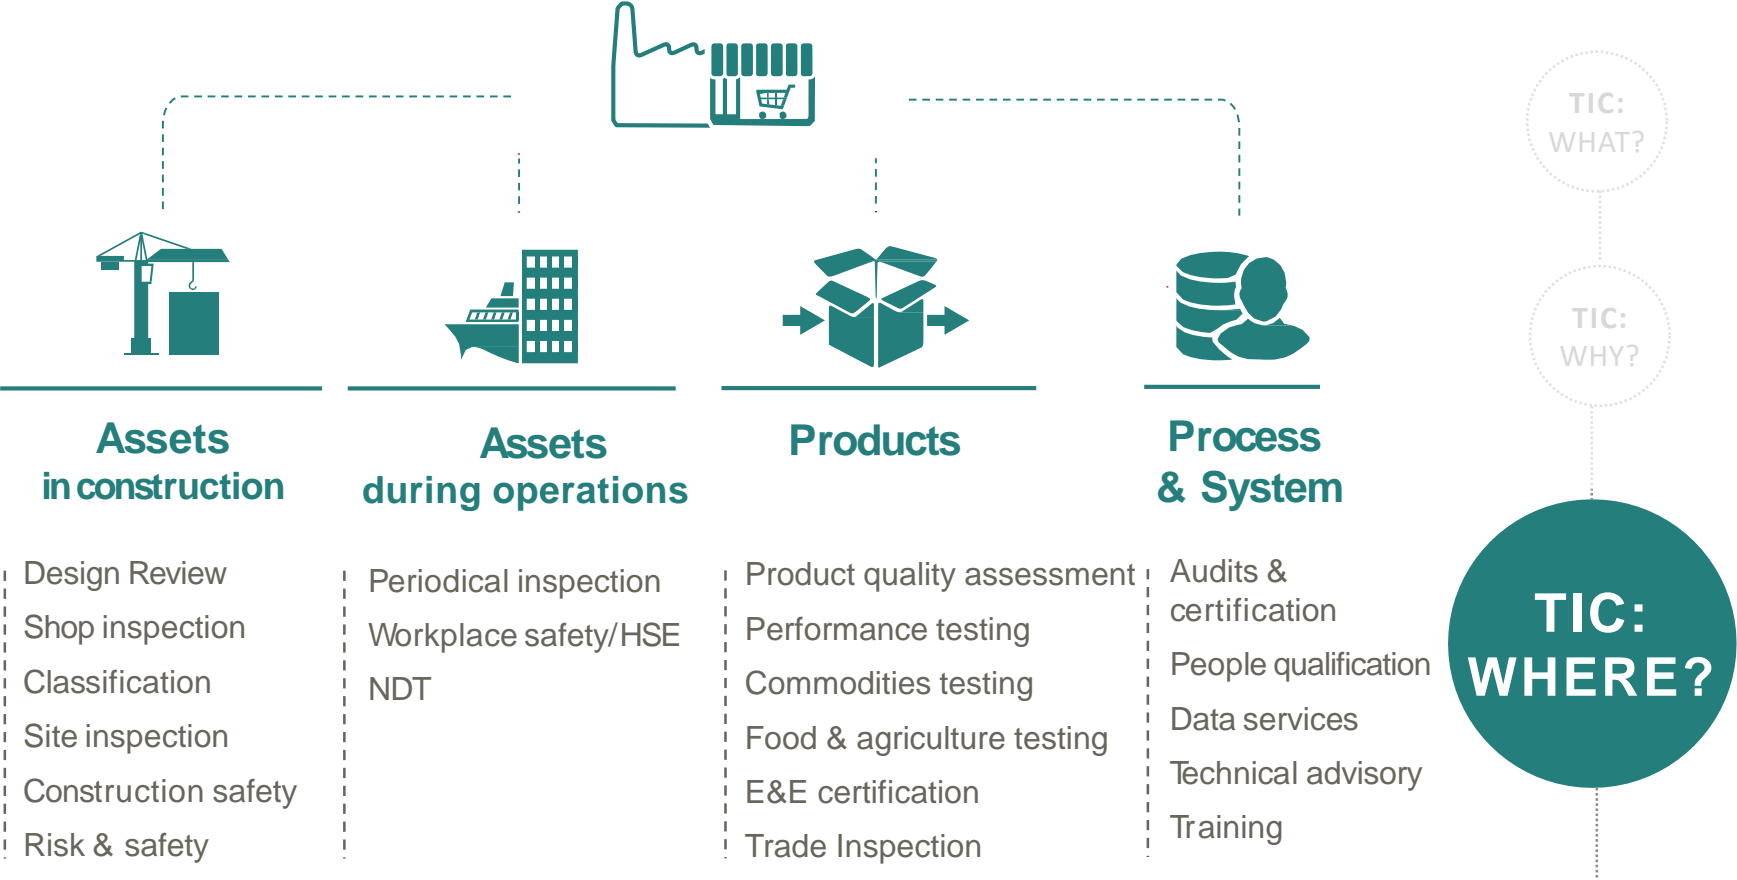 Assets
in construction
Design Review
Shop inspection
Classification
Site inspection
Construction safety
Risk & safety
Assets
during operations
Periodical inspection
Workplace safety/HSE
NDT
Products
Product quality assessment
Performance testing
Commodities testing
Food & agriculture testing
E&E certification
Trade Inspection
Process
& System
Audits &
certification
People qualification
Data services
Technical advisory
Training
TIC:
WHAT?
TIC:
WHY?
TIC:
WHERE?